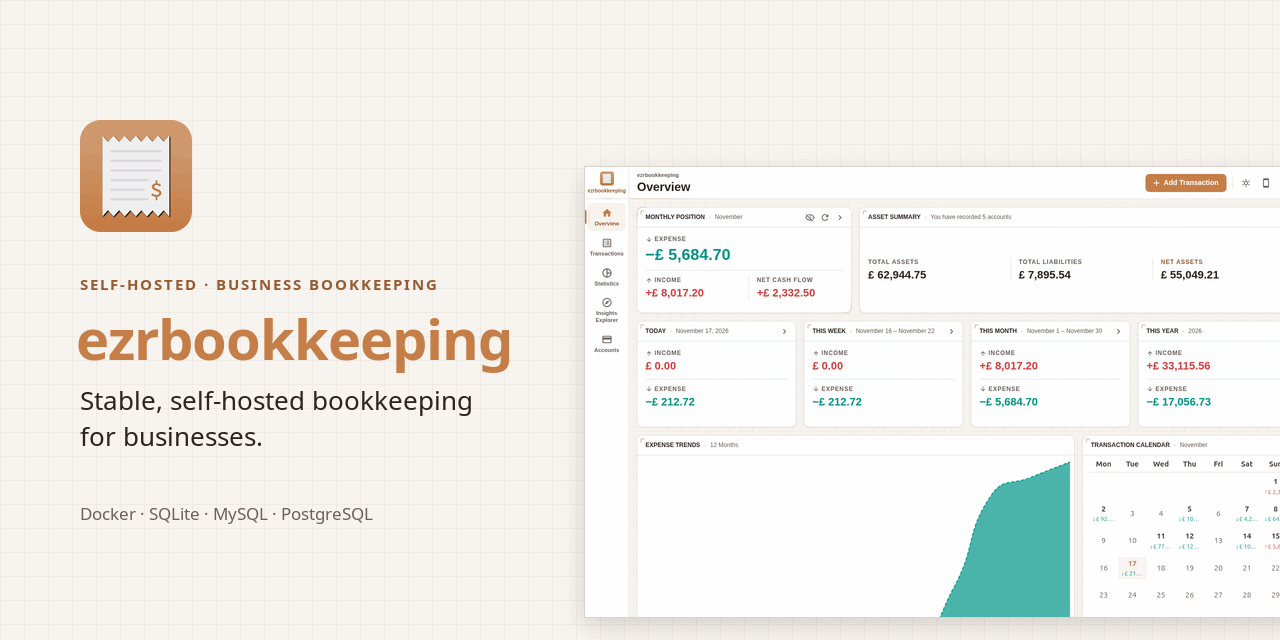 $
SELF-HOSTED · BUSINESS BOOKKEEPING
ezrbookkeeping
Stable, self-hosted bookkeeping
for businesses.
Docker · SQLite · MySQL · PostgreSQL
ezrbookkeeping
Overview
Transactions
Statistics
Insights
Explorer
Accounts
ezrbookkeeping
Overview
+ Add Transaction
MONTHLY POSITION · November
↓ EXPENSE
−£ 5,684.70
↑ INCOME
+£ 8,017.20
NET CASH FLOW
+£ 2,332.50
ASSET SUMMARY · You have recorded 5 accounts
TOTAL ASSETS
£ 62,944.75
TOTAL LIABILITIES
£ 7,895.54
NET ASSETS
£ 55,049.21
TODAY · November 17, 2026
↑ INCOME
£ 0.00
↓ EXPENSE
−£ 212.72
THIS WEEK · November 16 – November 22
↑ INCOME
£ 0.00
↓ EXPENSE
−£ 212.72
THIS MONTH · November 1 – November 30
↑ INCOME
+£ 8,017.20
↓ EXPENSE
−£ 5,684.70
THIS YEAR · 2026
↑ INCOME
+£ 33,115.56
↓ EXPENSE
−£ 17,056.73
EXPENSE TRENDS · 12 Months
TRANSACTION CALENDAR · November
Mon Tue Wed Thu Fri Sat
1
2 3 4 5 6 7 8
↓£ 92.… ↓£ 10… ↓£ 4,2…
9 10 11 12 13 14 15
↓£ 77… ↓£ 12… ↓£ 10…
16 17 18 19 20 21 22
↓£ 21…
23 24 25 26 27 28 29